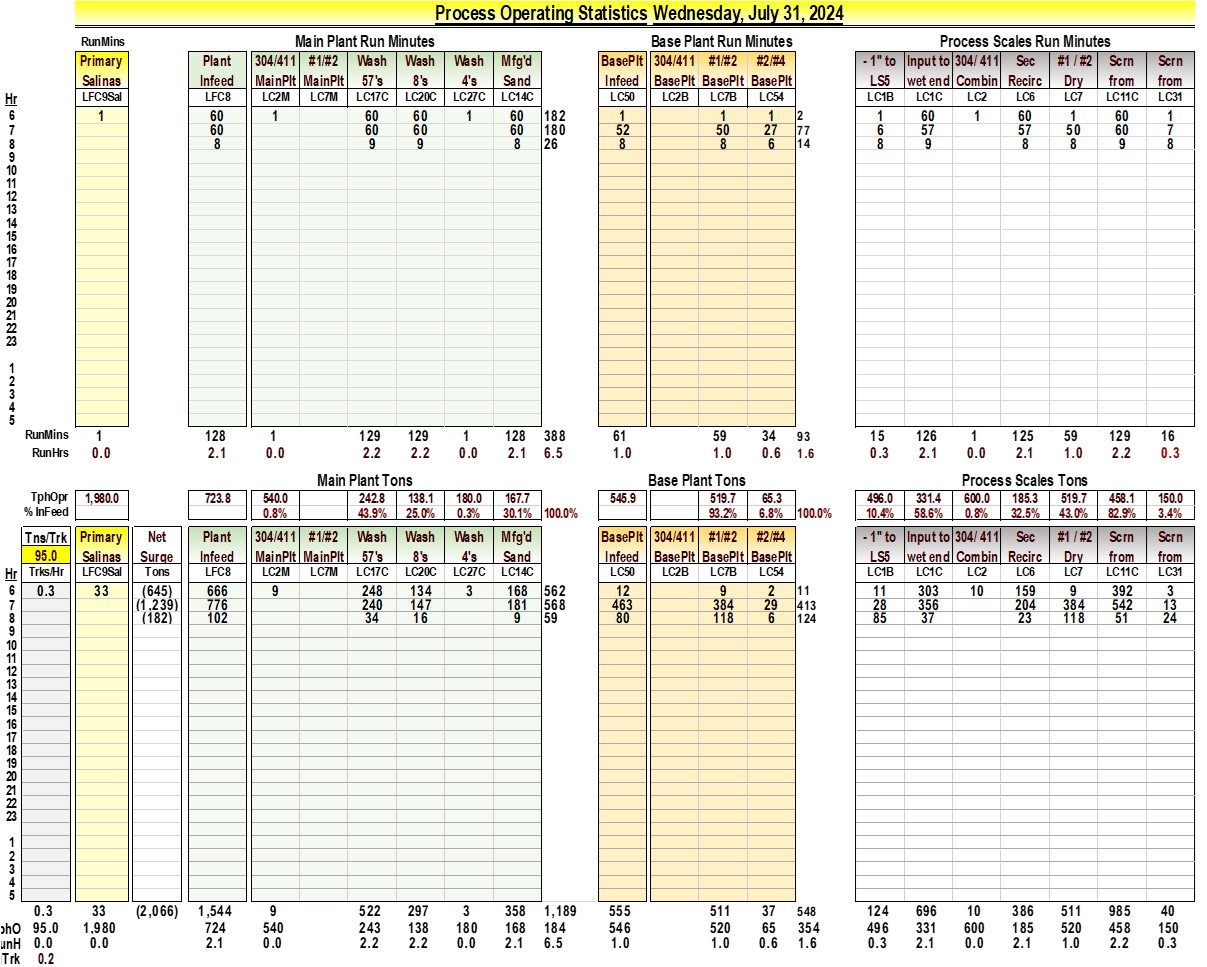 Process Operating Statistics Wednesday, July 31, 2024
RunMins Main Plant Run Minutes Base Plant Run Minutes Process Scales Run Minutes
Primary Plant 304/411 #1/#2 Wash Wash Wash Mfg'd BasePlt 304/411 #1/#2 #2/#4 - 1" to Input to 304/ 411 Sec #1 / #2 Scrn Scrn
Salinas Infeed MainPlt MainPlt 57's 8's 4's Sand Infeed BasePlt BasePlt BasePlt LS5 wet end Combin Recirc Dry from from
Hr LFC9Sal LFC8 LC2M LC7M LC17C LC20C LC27C LC14C LC50 LC2B LC7B LC54 LC1B LC1C LC2 LC6 LC7 LC11C LC31
6 1 60 1 60 60 1 60 182 1 1 1 2 1 60 1 60 1 60 1
7 60 60 60 60 180 52 50 27 77 6 57 57 50 60 7
8 8 9 9 8 26 8 8 6 14 8 9 8 8 9 8
9
10
11
12
13
14
15
16
17
18
19
20
21
22
23
1
2
3
4
5
RunMins 1 128 1 129 129 1 128 388 61 59 34 93 15 126 1 125 59 129 16
RunHrs 0.0 2.1 0.0 2.2 2.2 0.0 2.1 6.5 1.0 1.0 0.6 1.6 0.3 2.1 0.0 2.1 1.0 2.2 0.3
Main Plant Tons Base Plant Tons Process Scales Tons
TphOpr 1,980.0 723.8 540.0 242.8 138.1 180.0 167.7 545.9 519.7 65.3 496.0 331.4 600.0 185.3 519.7 458.1 150.0
% InFeed 0.8% 43.9% 25.0% 0.3% 30.1% 100.0% 93.2% 6.8% 100.0% 10.4% 58.6% 0.8% 32.5% 43.0% 82.9% 3.4%
Tns/Trk Primary Net Plant 304/411 #1/#2 Wash Wash Wash Mfg'd BasePlt 304/411 #1/#2 #2/#4 - 1" to Input to 304/ 411 Sec #1 / #2 Scrn Scrn
95.0 Salinas Surge Infeed MainPlt MainPlt 57's 8's 4's Sand Infeed BasePlt BasePlt BasePlt LS5 wet end Combin Recirc Dry from from
Hr Trks/Hr LFC9Sal Tons LFC8 LC2M LC7M LC17C LC20C LC27C LC14C LC50 LC2B LC7B LC54 LC1B LC1C LC2 LC6 LC7 LC11C LC31
6 0.3 33 (645) 666 9 248 134 3 168 562 12 9 2 11 11 303 10 159 9 392 3
7 (1,239) 776 240 147 181 568 463 384 29 413 28 356 204 384 542 13
8 (182) 102 34 16 9 59 80 118 6 124 85 37 23 118 51 24
9
10
11
12
13
14
15
16
17
18
19
20
21
22
23
1
2
3
4
5
0.3 33 (2,066) 1,544 9 522 297 3 358 1,189 555 511 37 548 124 696 10 386 511 985 40
phO 95.0 1,980 724 540 243 138 180 168 184 546 520 65 354 496 331 600 185 520 458 150
unH 0.0 0.0 2.1 0.0 2.2 2.2 0.0 2.1 6.5 1.0 1.0 0.6 1.6 0.3 2.1 0.0 2.1 1.0 2.2 0.3
Trk 0.2